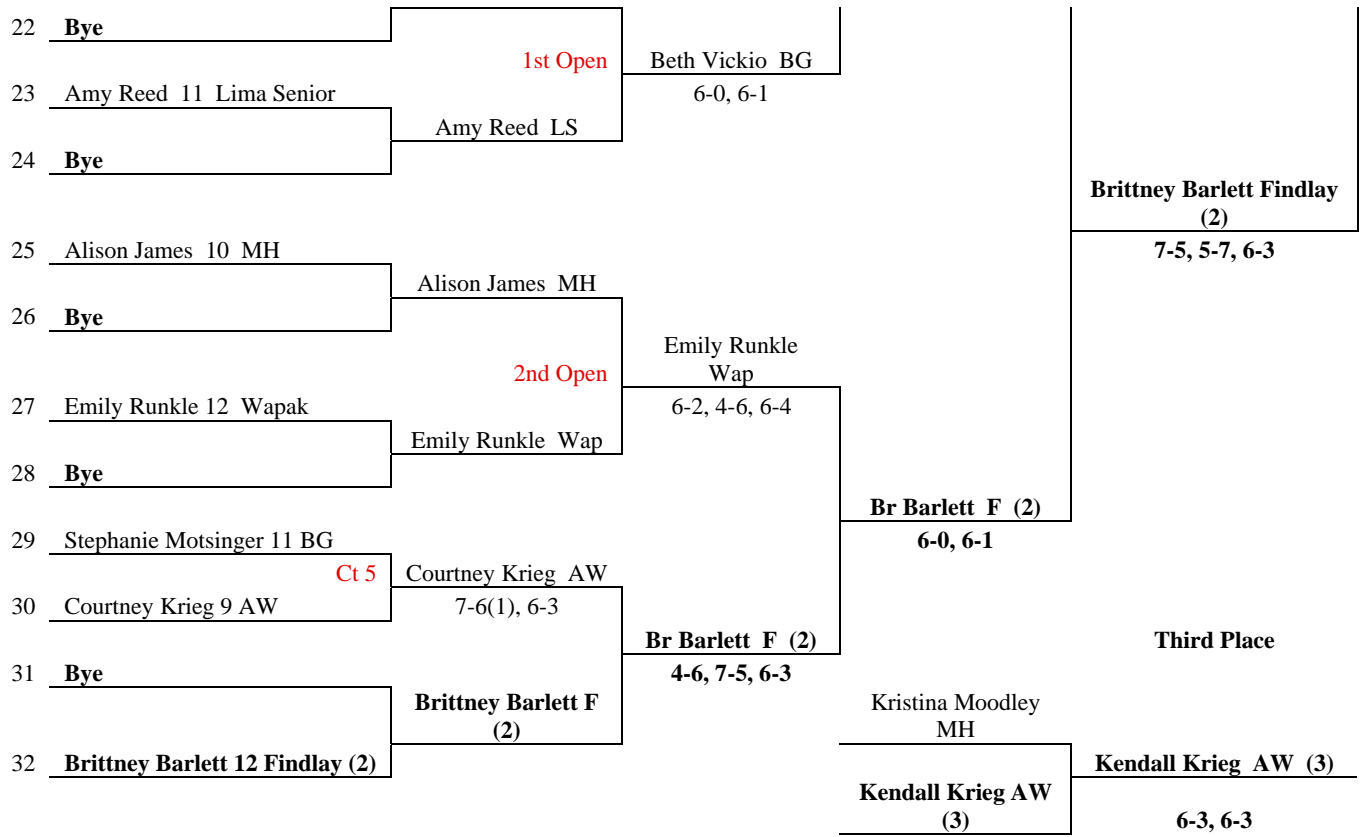 22 Bye
1st Open
Beth Vickio BG
23 Amy Reed 11 Lima Senior
6-0, 6-1
Amy Reed LS
24 Bye
Brittney Barlett Findlay
(2)
25 Alison James 10 MH
7-5, 5-7, 6-3
Alison James MH
26 Bye
Emily Runkle
Wap
2nd Open
27 Emily Runkle 12 Wapak
6-2, 4-6, 6-4
Emily Runkle Wap
28 Bye
Br Barlett F (2)
29 Stephanie Motsinger 11 BG
6-0, 6-1
Ct 5
Courtney Krieg AW
30 Courtney Krieg 9 AW
7-6(1), 6-3
Br Barlett F (2)
Third Place
31 Bye
4-6, 7-5, 6-3
Brittney Barlett F
(2)
Kristina Moodley
MH
32 Brittney Barlett 12 Findlay (2)
Kendall Krieg AW (3)
Kendall Krieg AW
(3)
6-3, 6-3